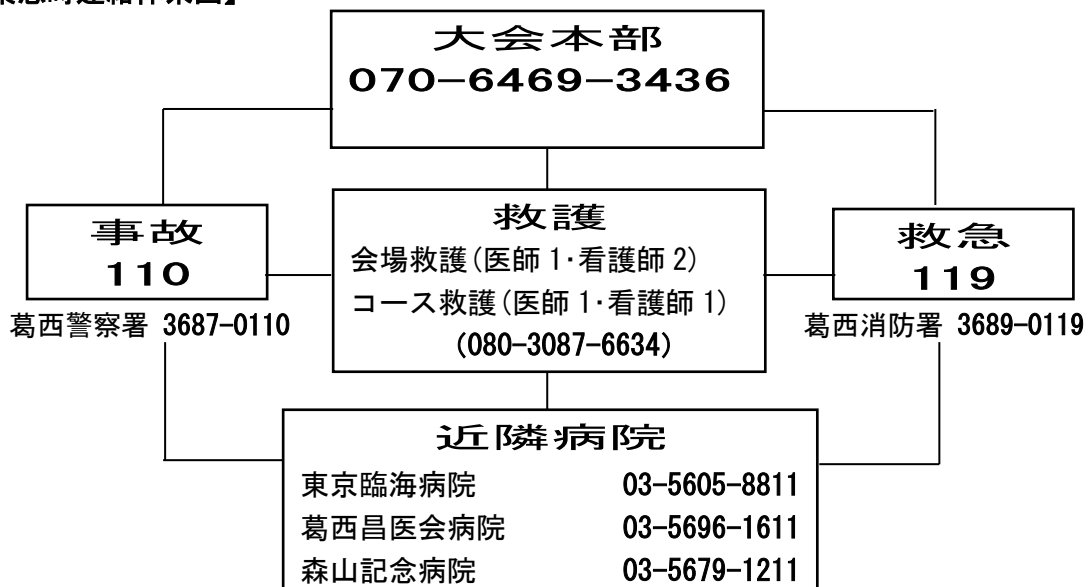 大会本部
070-6469-3436
事故
110
葛西警察署 3687-0110
救護
会場救護(医師1・看護師2)
コース救護(医師1・看護師1)
(080-3087-6634)
救急
119
葛西消防署 3689-0119
近隣病院
東京臨海病院 03-5605-8811
葛西昌医会病院 03-5696-1611
森山記念病院 03-5679-1211